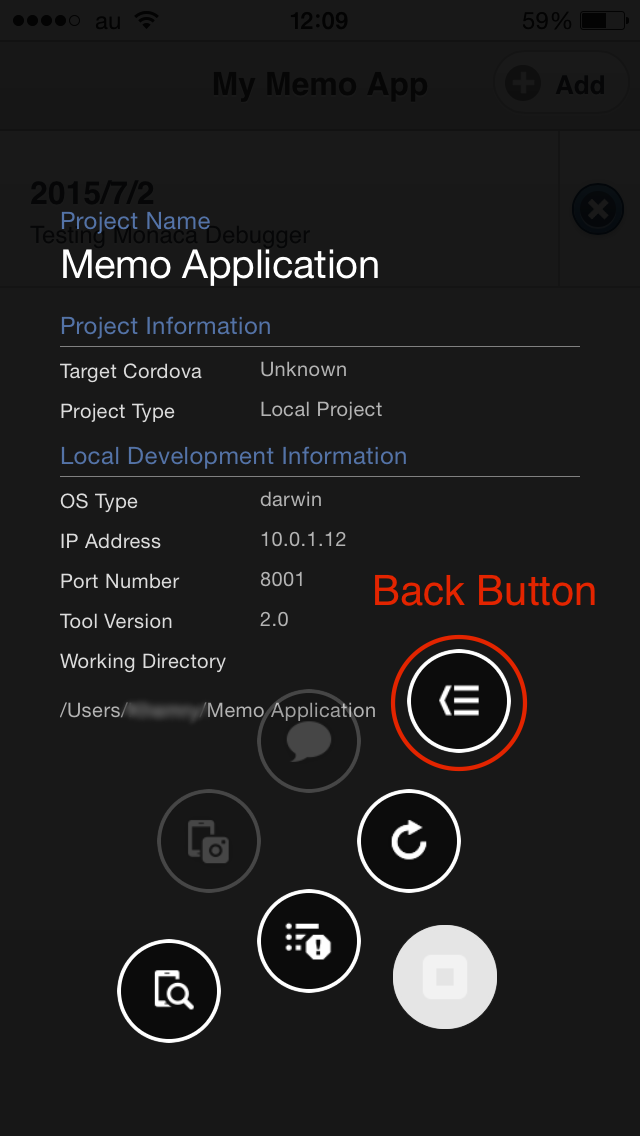 au 12:09 59%
My Memo App
Add
2015/7/2
Project Name
Testing Monaca Debugger
Memo Application
Project Information
Target Cordova Unknown
Project Type Local Project
Local Development Information
OS Type darwin
IP Address 10.0.1.12
Port Number 8001
Back Button
Tool Version 2.0
Working Directory
/Users/ /Memo Application